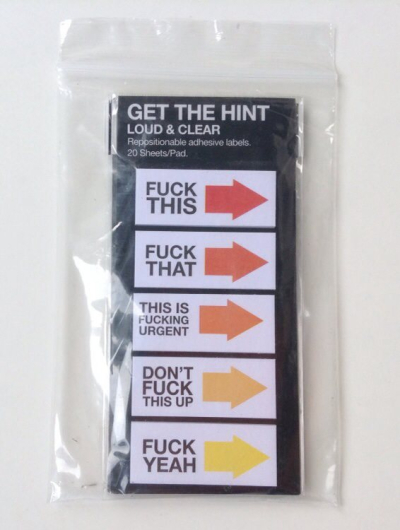 GET THE HINT
LOUD & CLEAR
Repositionable adhesive labels.
20 Sheets/Pad.
FUCK
THIS
FUCK
THAT
THIS IS
FUCKING
URGENT
DON'T
FUCK
THIS UP
FUCK
YEAH